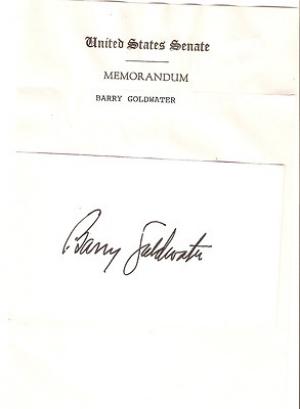 United States Senate
MEMORANDUM
BARRY GOLDWATER
Barry Goldwater